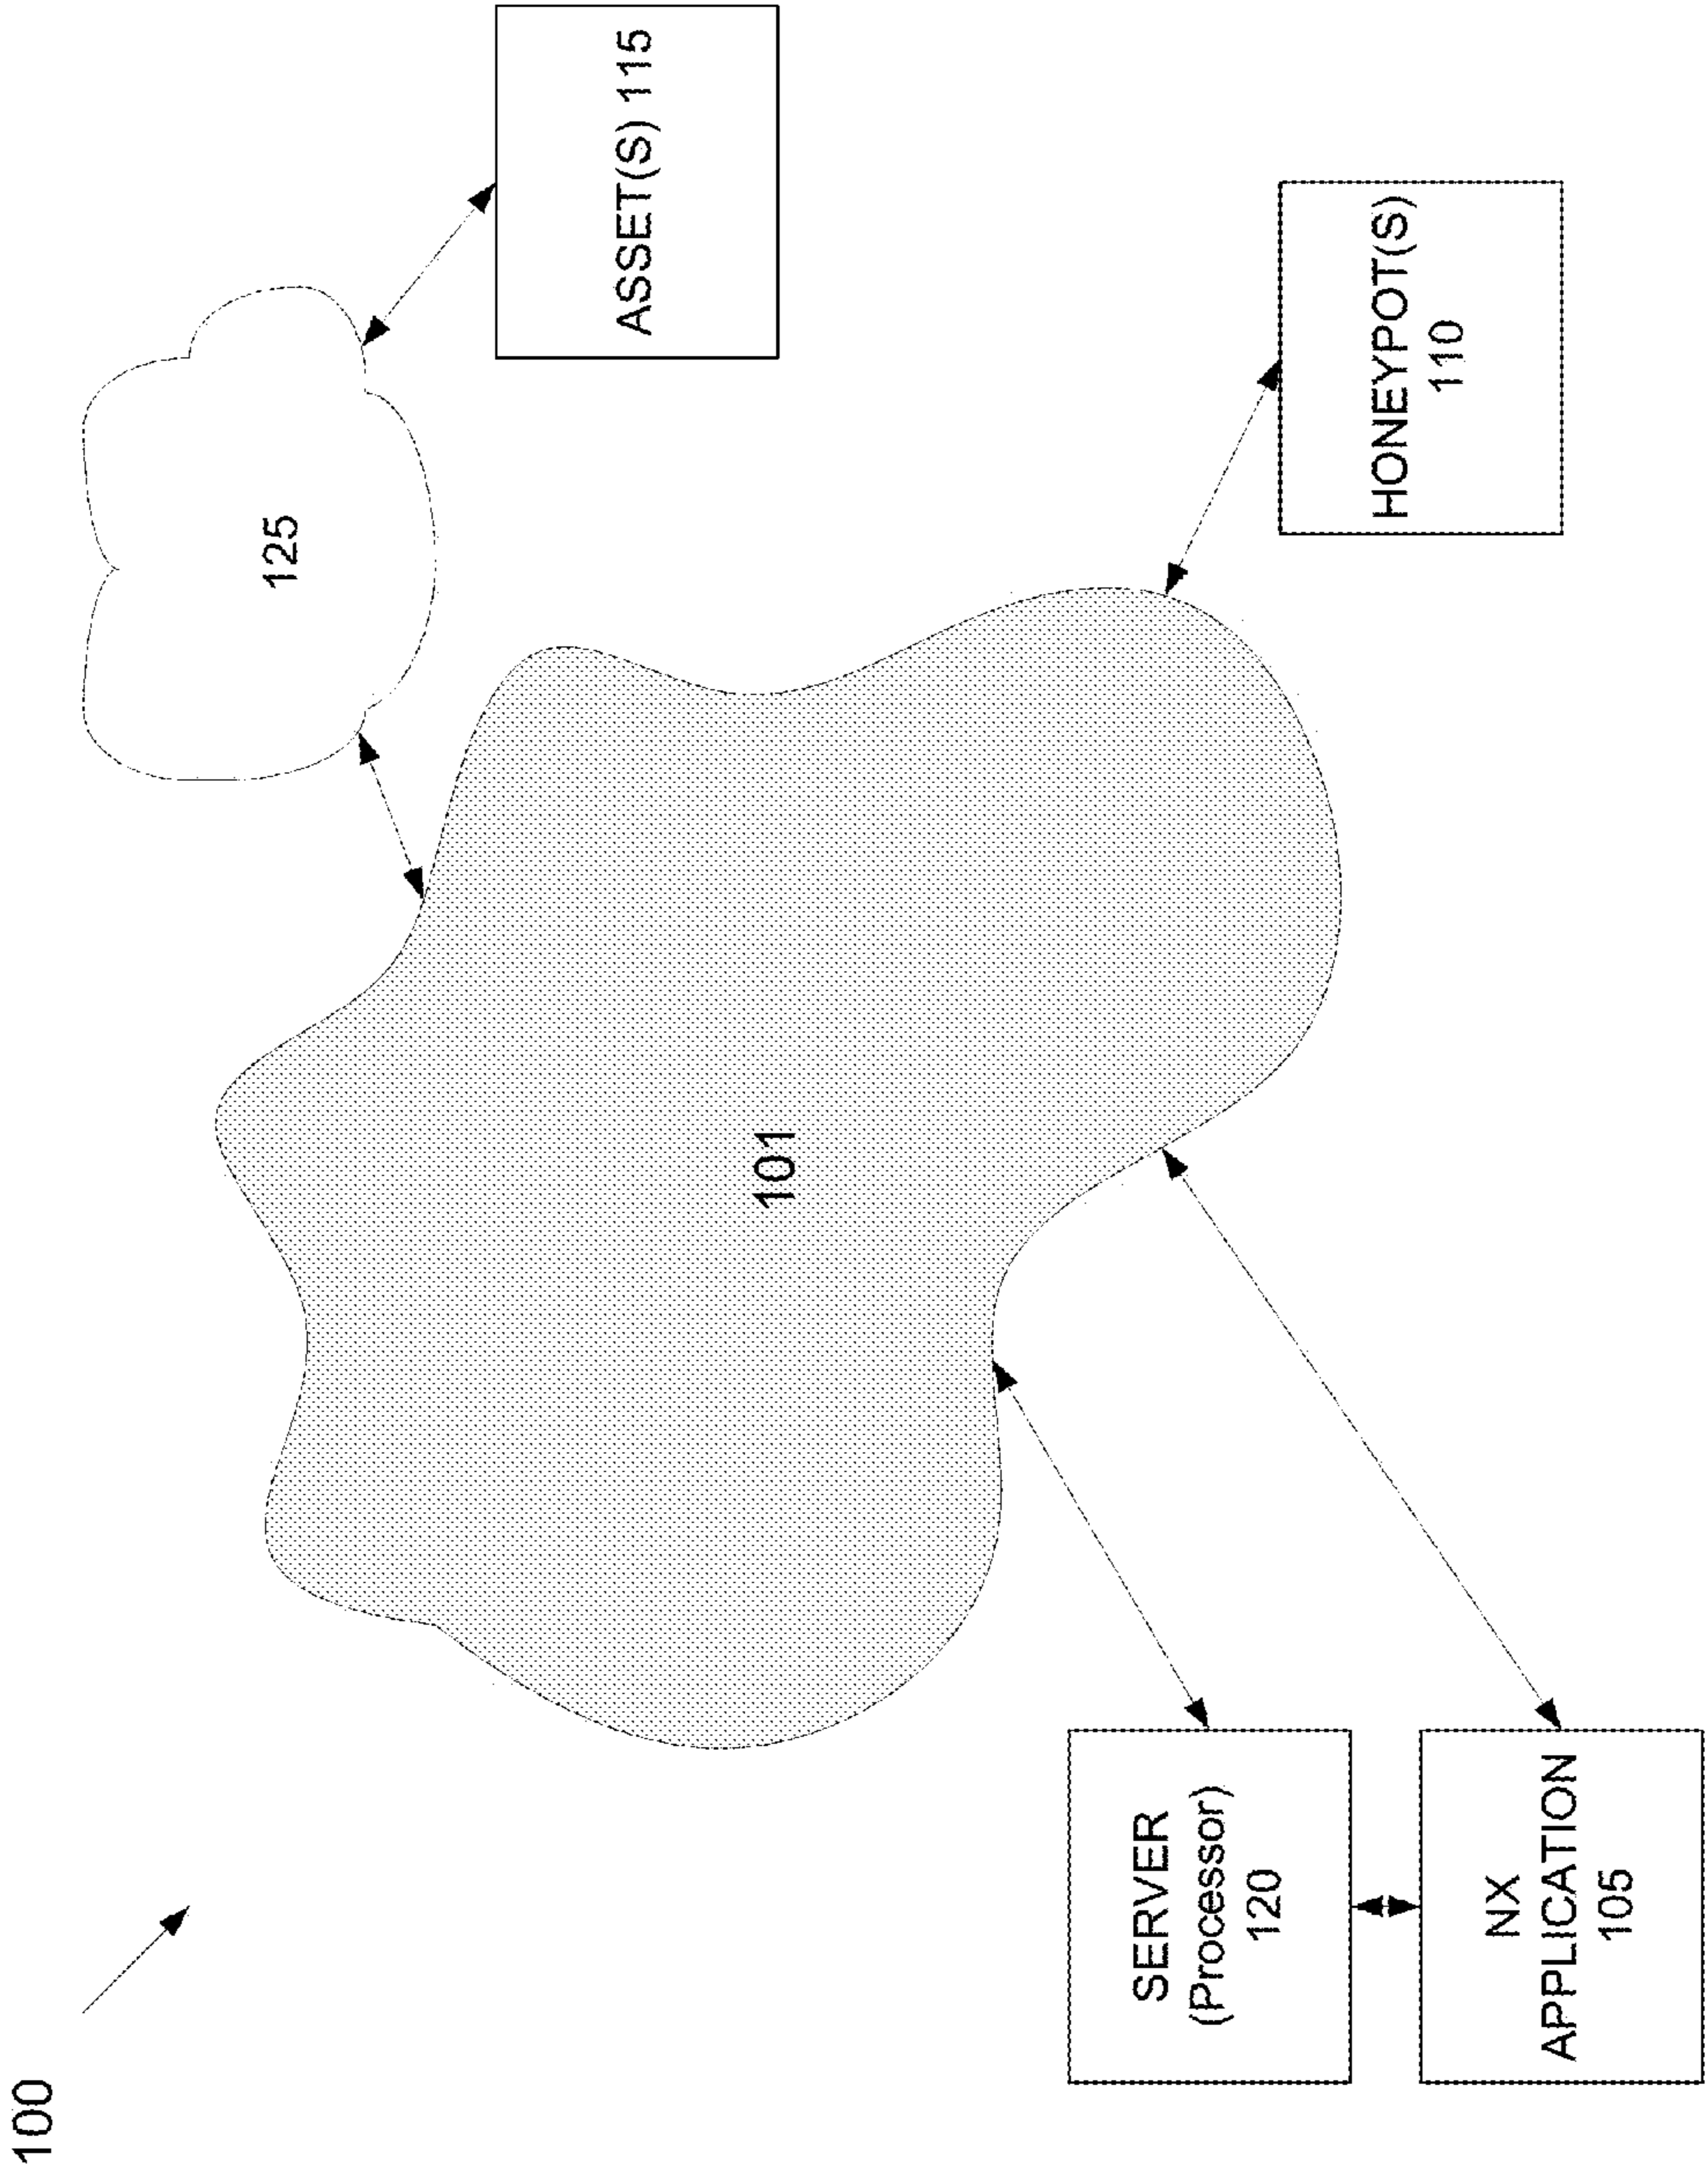 100
125
ASSET(S) 115
101
HONEYPOT(S)
110
SERVER
(Processor)
120
NX
APPLICATION
105